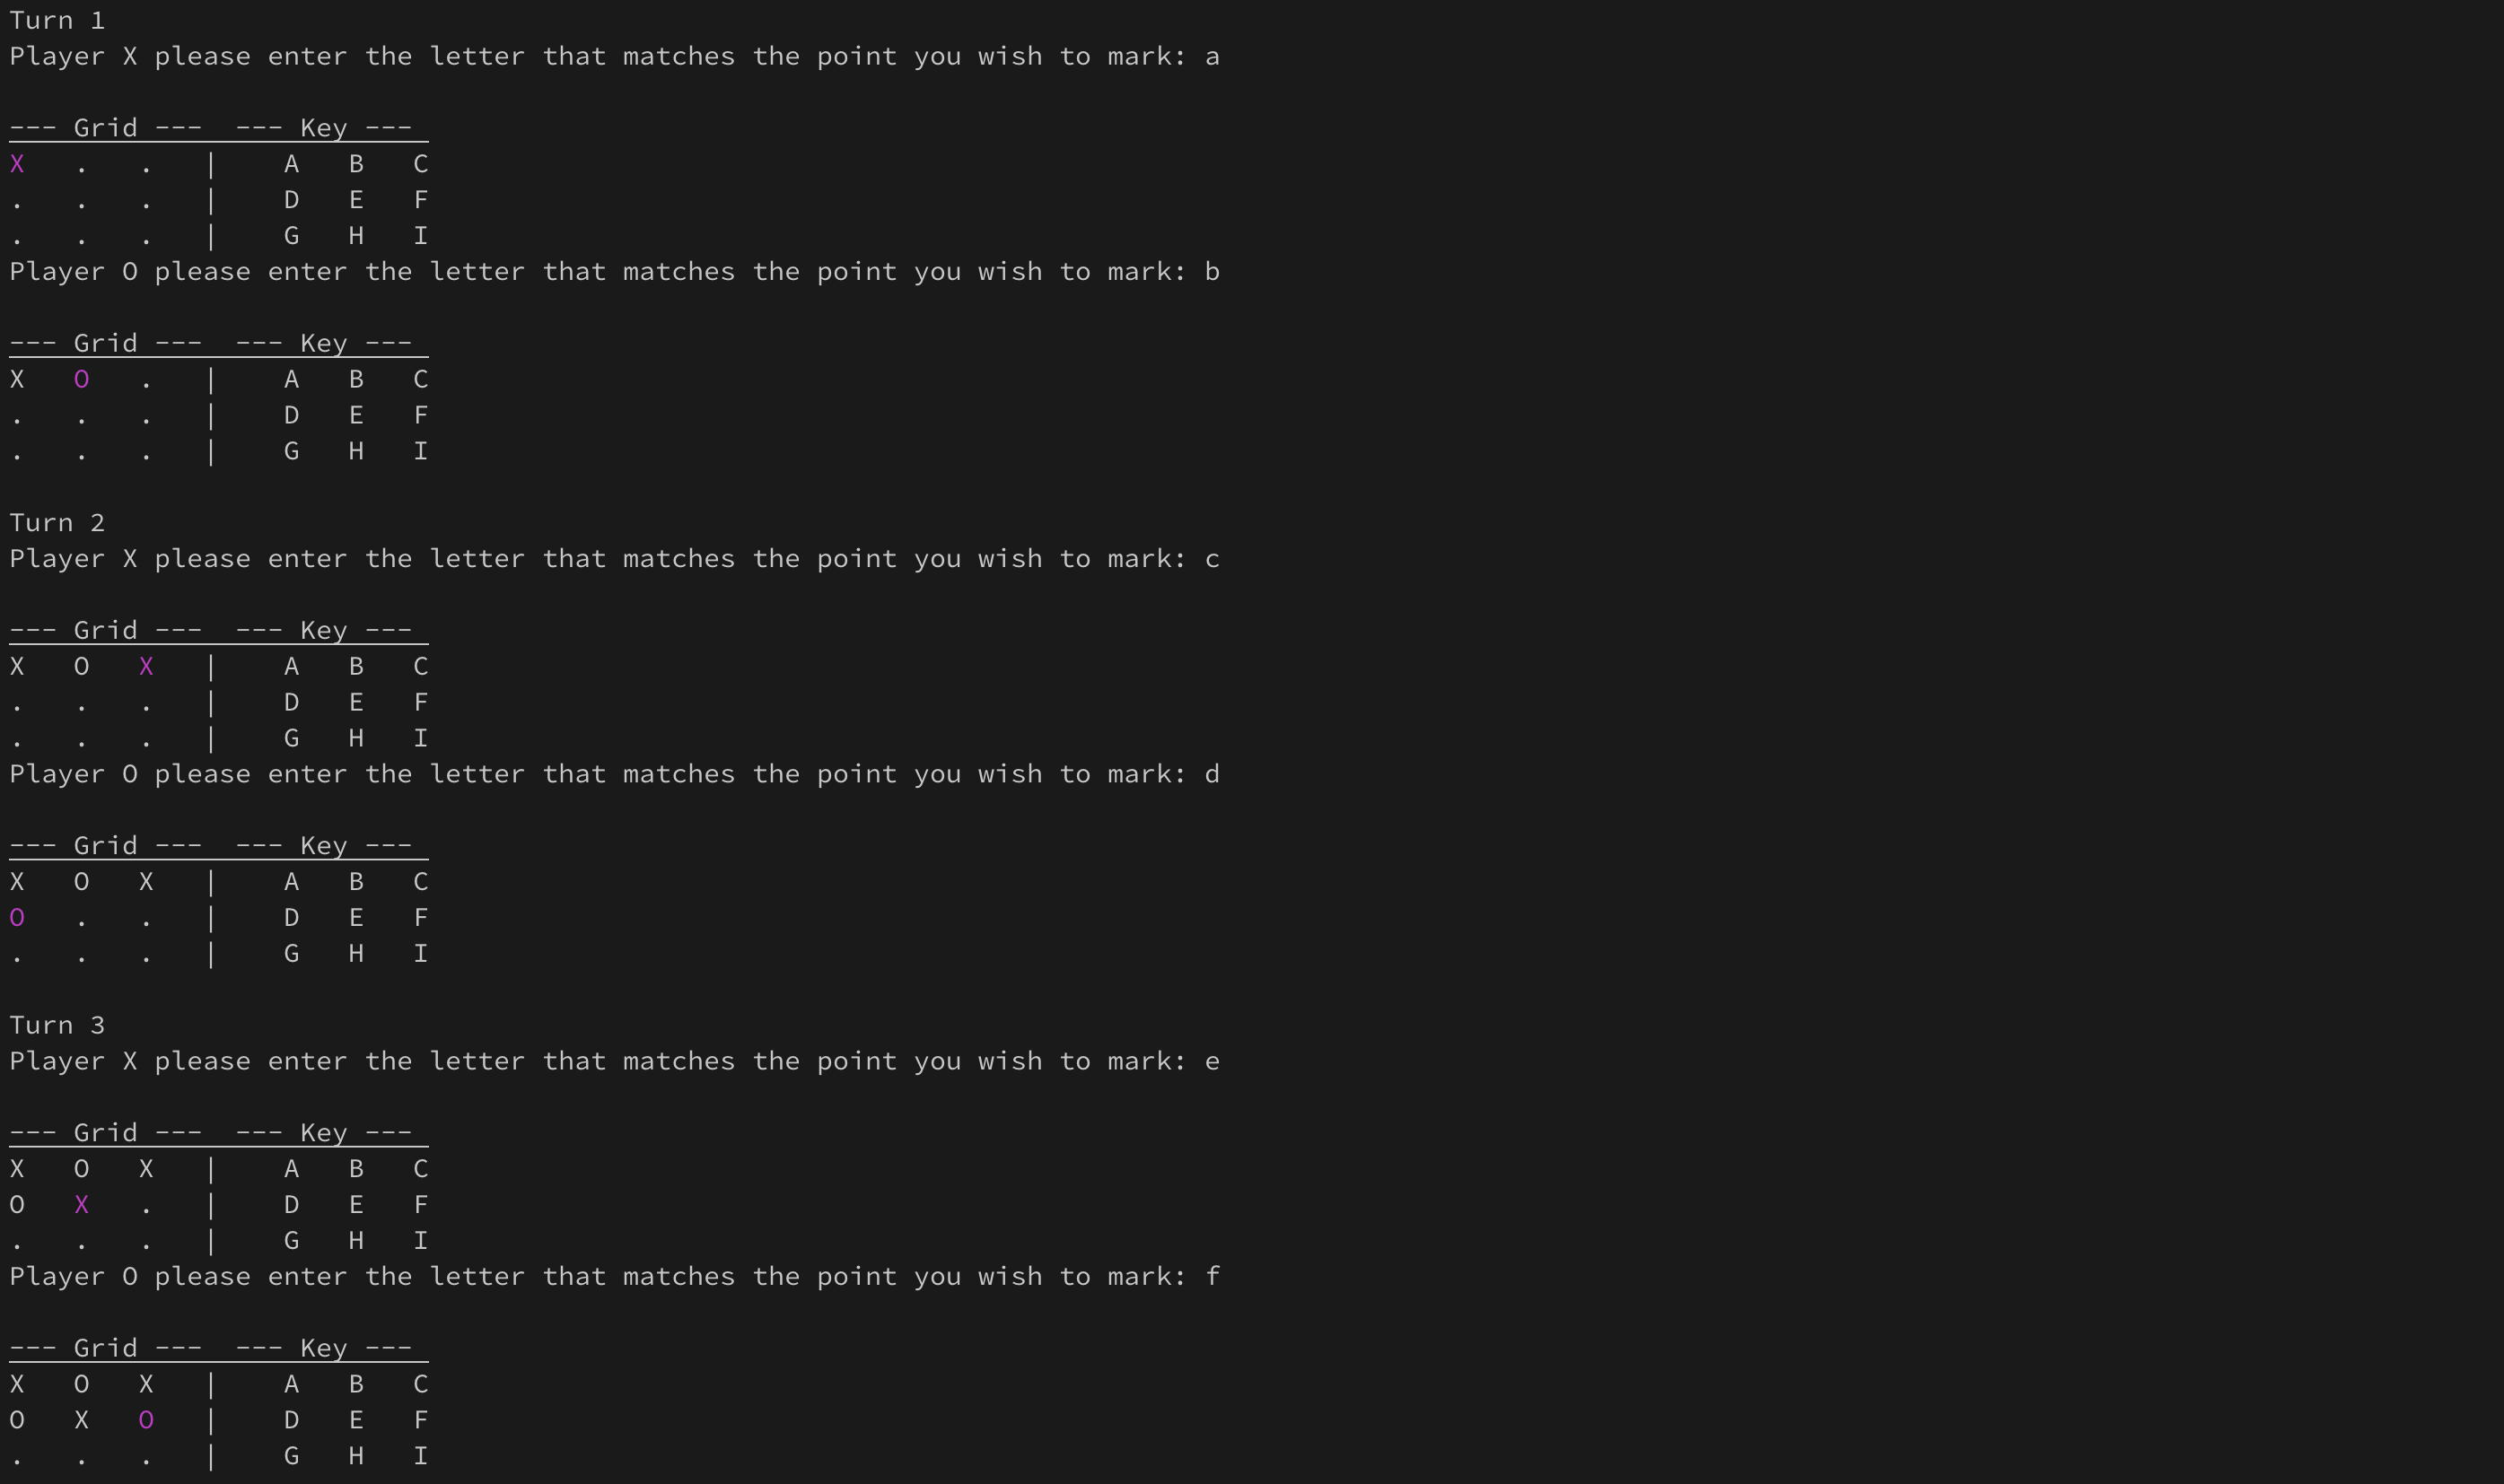 Turn 1
Player X please enter the letter that matches the point you wish to mark: a
--- Grid ---  --- Key ---
X   .   .   |    A   B   C
.   .   .   |    D   E   F
.   .   .   |    G   H   I
Player O please enter the letter that matches the point you wish to mark: b
--- Grid ---  --- Key ---
X   O   .   |    A   B   C
.   .   .   |    D   E   F
.   .   .   |    G   H   I
Turn 2
Player X please enter the letter that matches the point you wish to mark: c
--- Grid ---  --- Key ---
X   O   X   |    A   B   C
.   .   .   |    D   E   F
.   .   .   |    G   H   I
Player O please enter the letter that matches the point you wish to mark: d
--- Grid ---  --- Key ---
X   O   X   |    A   B   C
O   .   .   |    D   E   F
.   .   .   |    G   H   I
Turn 3
Player X please enter the letter that matches the point you wish to mark: e
--- Grid ---  --- Key ---
X   O   X   |    A   B   C
O   X   .   |    D   E   F
.   .   .   |    G   H   I
Player O please enter the letter that matches the point you wish to mark: f
--- Grid ---  --- Key ---
X   O   X   |    A   B   C
O   X   O   |    D   E   F
.   .   .   |    G   H   I